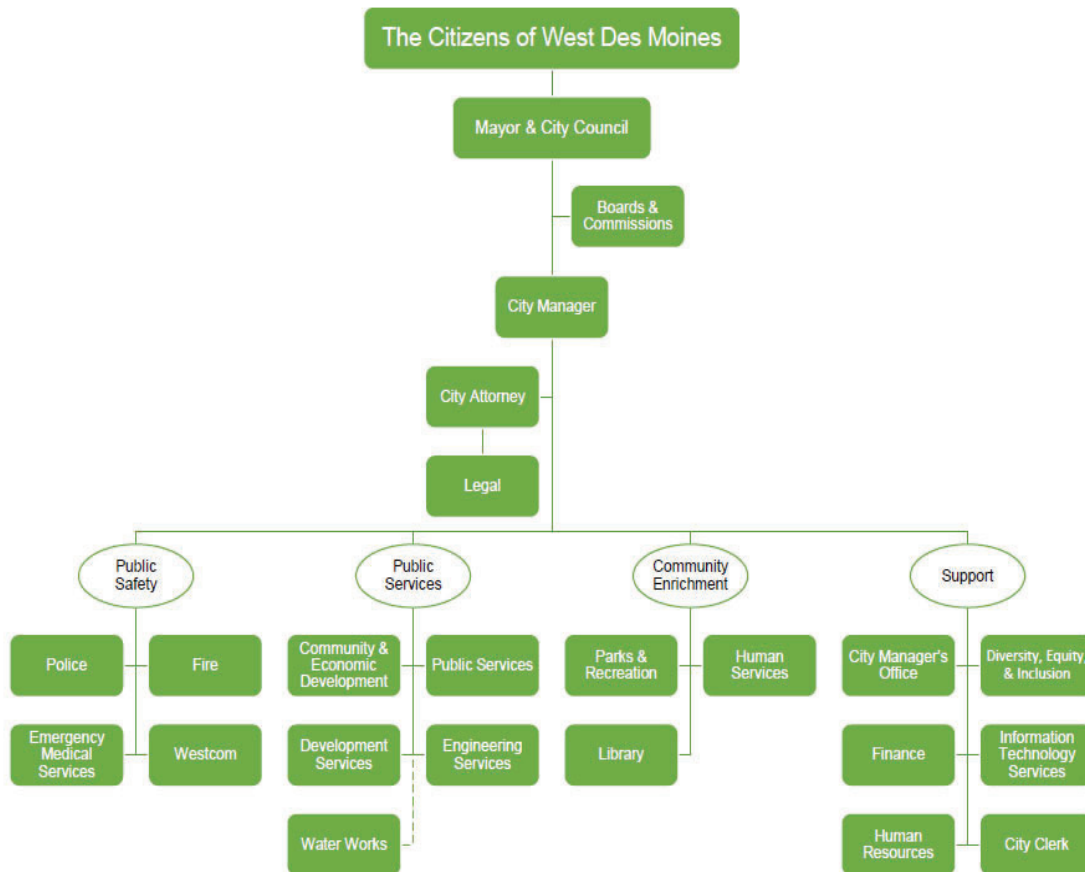 The Citizens of West Des Moines
Mayor & City Council
Boards &
Commissions
City Manager
City Attorney
Legal
Public
Safety
Public
Services
Community
Enrichment
Support
Police
Fire
Community &
Economic
Development
Public Services
Parks &
Recreation
Human
Services
City Manager's
Office
Diversity, Equity,
& Inclusion
Emergency
Medical
Services
Westcom
Development
Services
Engineering
Services
Library
Finance
Information
Technology
Services
Water Works
Human
Resources
City Clerk